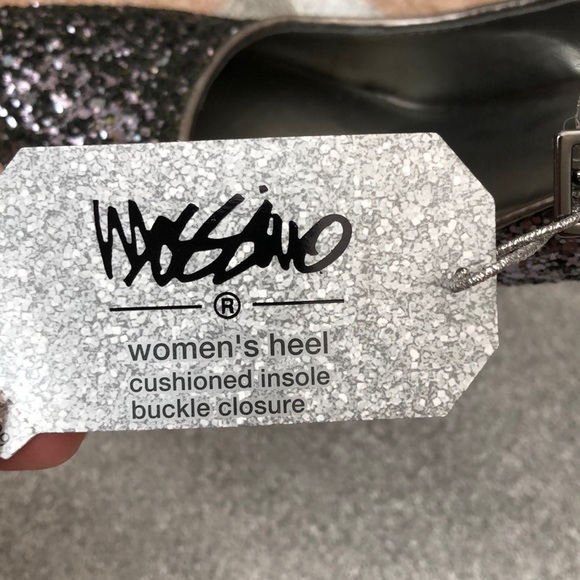 mossimo
®
women's heel
cushioned insole
buckle closure